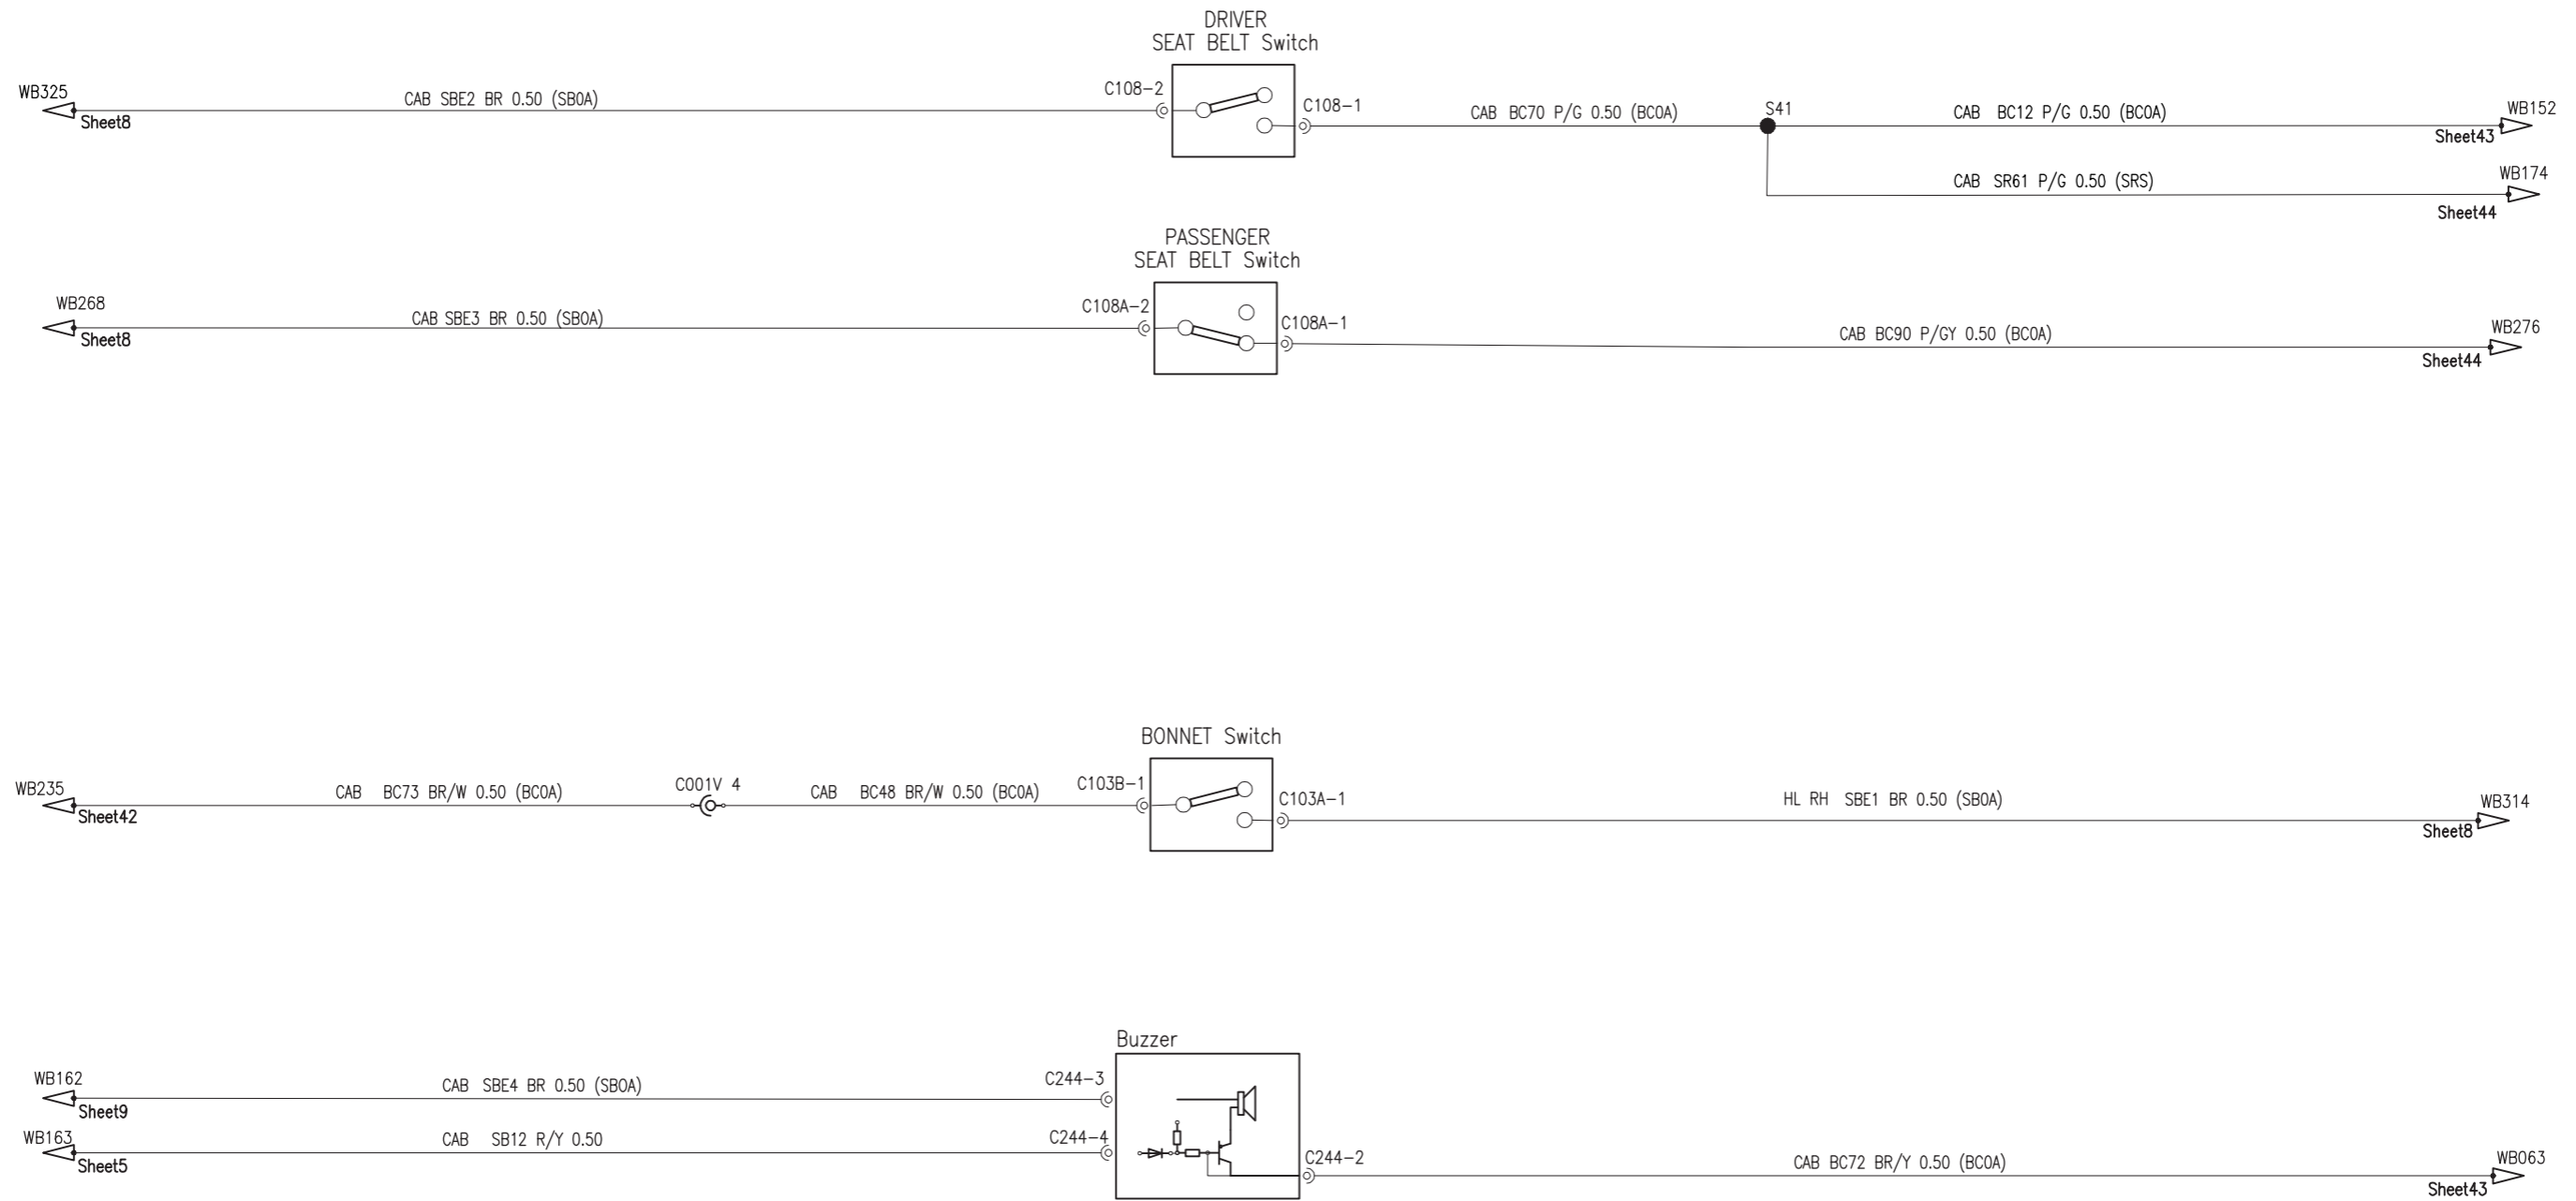 DRIVER
SEAT BELT Switch
WB325
Sheet8
CAB SBE2 BR 0.50 (SB0A)
C108-2
C108-1
CAB BC70 P/G 0.50 (BC0A)
S41
CAB BC12 P/G 0.50 (BC0A)
WB152
Sheet43
CAB SR61 P/G 0.50 (SRS)
WB174
Sheet44
PASSENGER
SEAT BELT Switch
WB268
Sheet8
CAB SBE3 BR 0.50 (SB0A)
C108A-2
C108A-1
CAB BC90 P/GY 0.50 (BC0A)
WB276
Sheet44
BONNET Switch
WB235
Sheet42
CAB BC73 BR/W 0.50 (BC0A)
C001V 4
CAB BC48 BR/W 0.50 (BC0A)
C103B-1
C103A-1
HL RH SBE1 BR 0.50 (SB0A)
WB314
Sheet8
Buzzer
WB162
Sheet9
CAB SBE4 BR 0.50 (SB0A)
C244-3
WB163
Sheet5
CAB SB12 R/Y 0.50
C244-4
C244-2
CAB BC72 BR/Y 0.50 (BC0A)
WB063
Sheet43